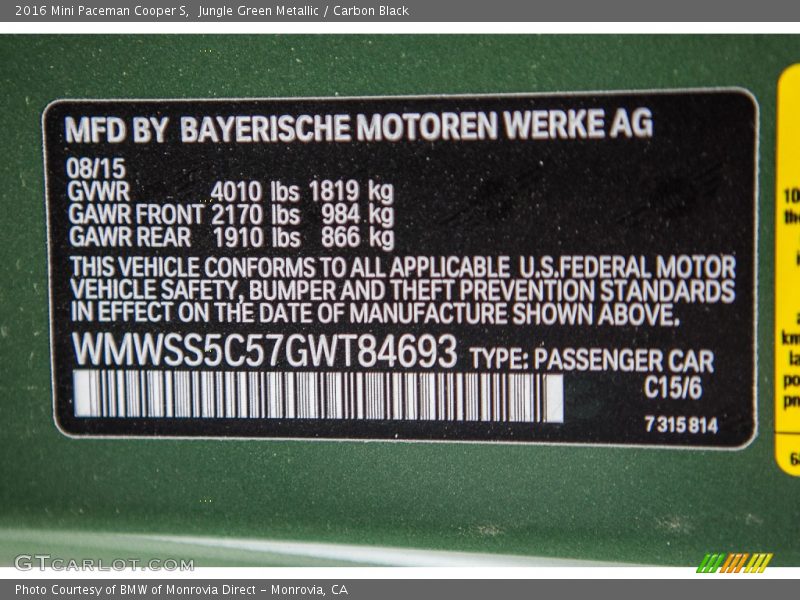 2016 Mini Paceman Cooper S, Jungle Green Metallic / Carbon Black
MFD BY BAYERISCHE MOTOREN WERKE AG
08/15
GVWR 4010 lbs 1819 kg
GAWR FRONT 2170 lbs 984 kg
GAWR REAR 1910 lbs 866 kg
THIS VEHICLE CONFORMS TO ALL APPLICABLE U.S.FEDERAL MOTOR
VEHICLE SAFETY, BUMPER AND THEFT PREVENTION STANDARDS
IN EFFECT ON THE DATE OF MANUFACTURE SHOWN ABOVE.
WMWSS5C57GWT84693 TYPE: PASSENGER CAR
C15/6
7 315 814
GTCARLOT.COM
Photo Courtesy of BMW of Monrovia Direct - Monrovia, CA